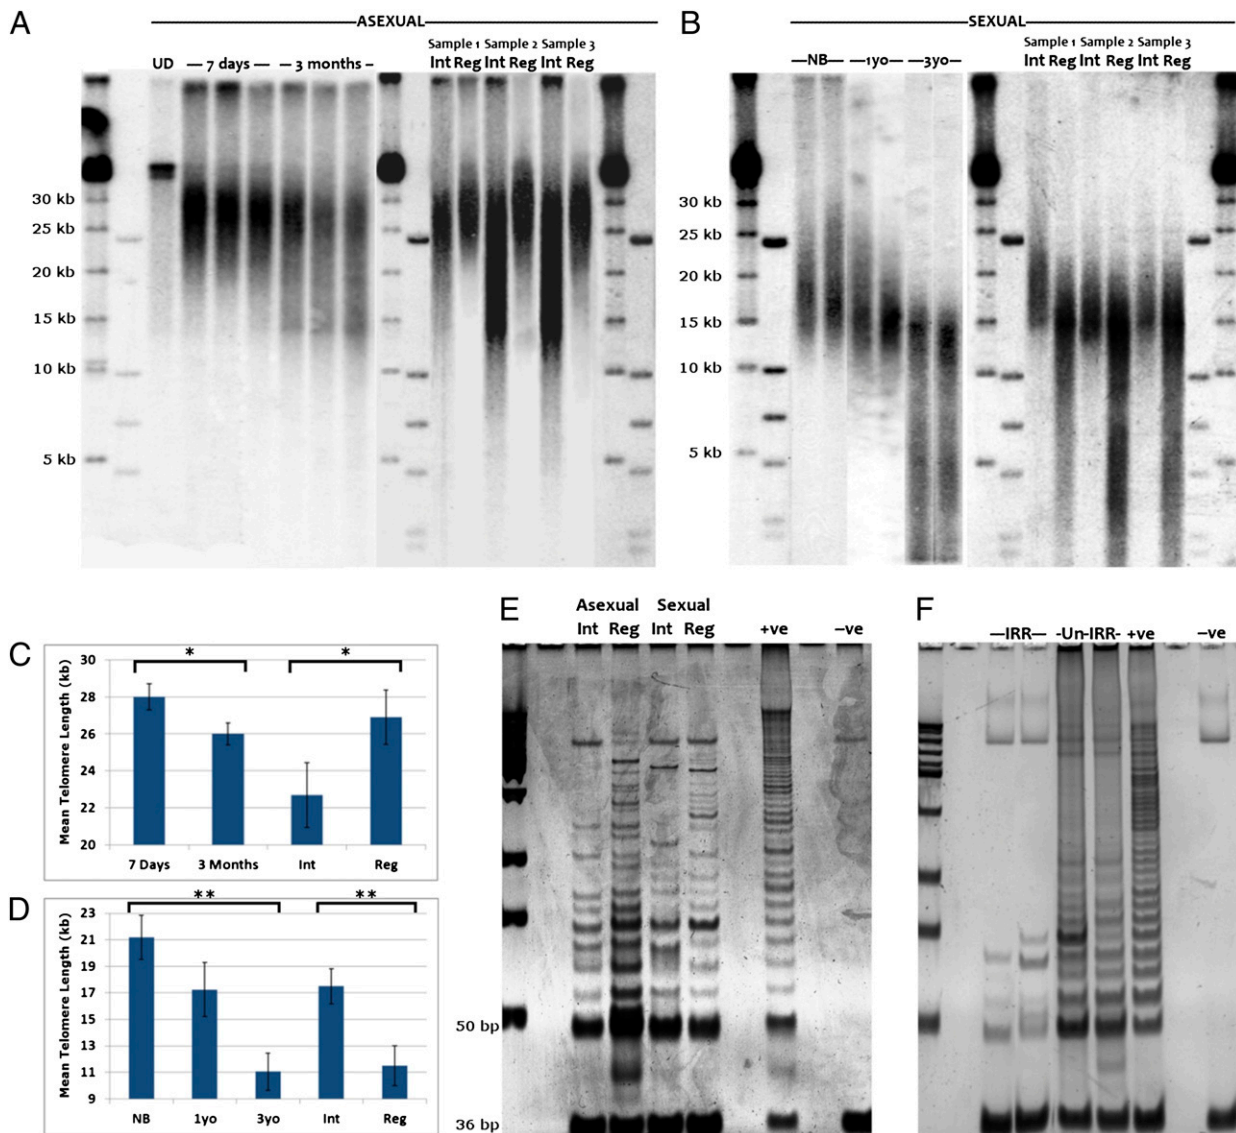 A
ASEXUAL
UD — 7 days — — 3 months –
Sample 1 Sample 2 Sample 3
Int Reg Int Reg Int Reg
30 kb
25 kb
20 kb
15 kb
10 kb
5 kb
B
SEXUAL
—NB— —1yo— —3yo—
Sample 1 Sample 2 Sample 3
Int Reg Int Reg Int Reg
30 kb
25 kb
20 kb
15 kb
10 kb
5 kb
C
Mean Telomere Length (kb)
30
28
26
24
22
20
* *
7 Days 3 Months Int Reg
D
Mean Telomere Length (kb)
23
21
19
17
15
13
11
9
** **
NB 1yo 3yo Int Reg
E
Asexual Sexual
Int Reg Int Reg +ve –ve
50 bp
36 bp
F
—IRR— -Un-IRR- +ve –ve